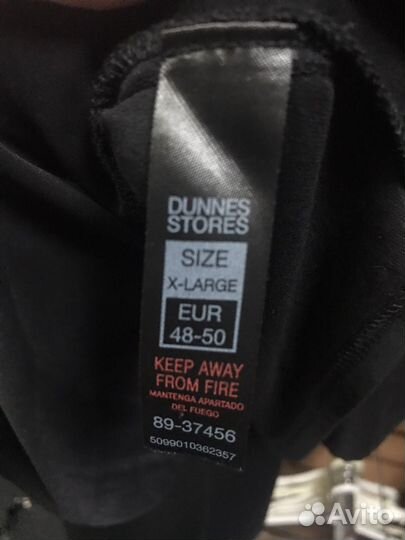 DUNNES
STORES
SIZE
X-LARGE
EUR
48-50
KEEP AWAY
FROM FIRE
MANTENGA APARTADO
DEL FUEGO
89-37456
5099010362357
Avito